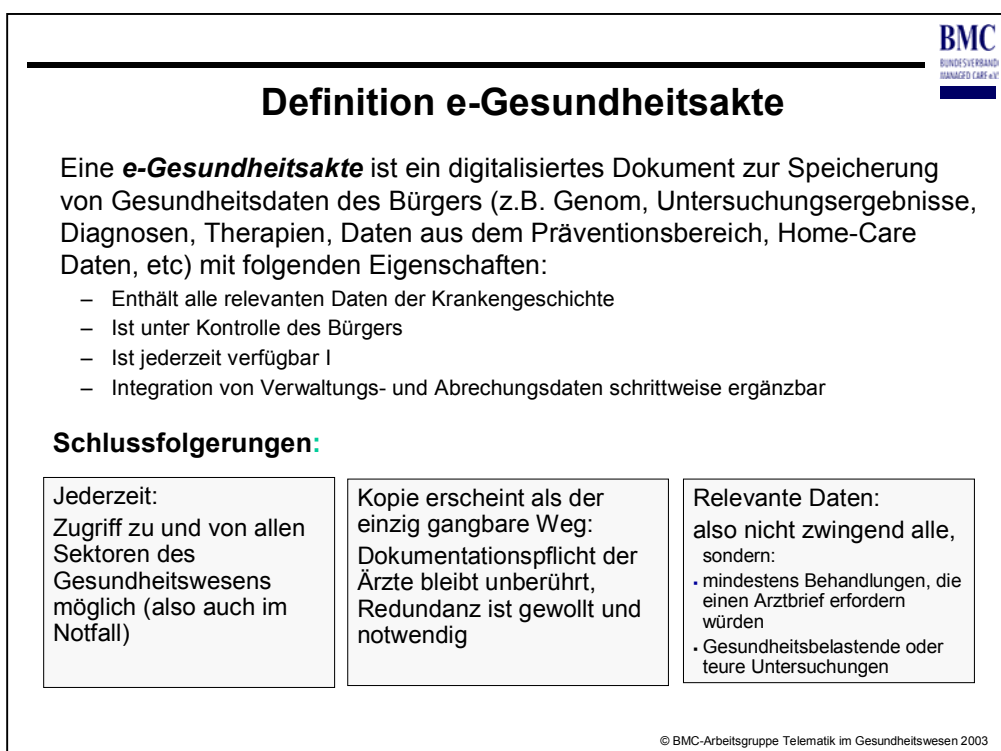 BMC
BUNDESVERBAND
MANAGED CARE e.V.
Definition e-Gesundheitsakte
Eine e-Gesundheitsakte ist ein digitalisiertes Dokument zur Speicherung
von Gesundheitsdaten des Bürgers (z.B. Genom, Untersuchungsergebnisse,
Diagnosen, Therapien, Daten aus dem Präventionsbereich, Home-Care
Daten, etc) mit folgenden Eigenschaften:
– Enthält alle relevanten Daten der Krankengeschichte
– Ist unter Kontrolle des Bürgers
– Ist jederzeit verfügbar I
– Integration von Verwaltungs- und Abrechungsdaten schrittweise ergänzbar
Schlussfolgerungen:
Jederzeit:
Zugriff zu und von allen
Sektoren des
Gesundheitswesens
möglich (also auch im
Notfall)
Kopie erscheint als der
einzig gangbare Weg:
Dokumentationspflicht der
Ärzte bleibt unberührt,
Redundanz ist gewollt und
notwendig
Relevante Daten:
also nicht zwingend alle,
sondern:
▪ mindestens Behandlungen, die
einen Arztbrief erfordern
würden
▪ Gesundheitsbelastende oder
teure Untersuchungen
© BMC-Arbeitsgruppe Telematik im Gesundheitswesen 2003